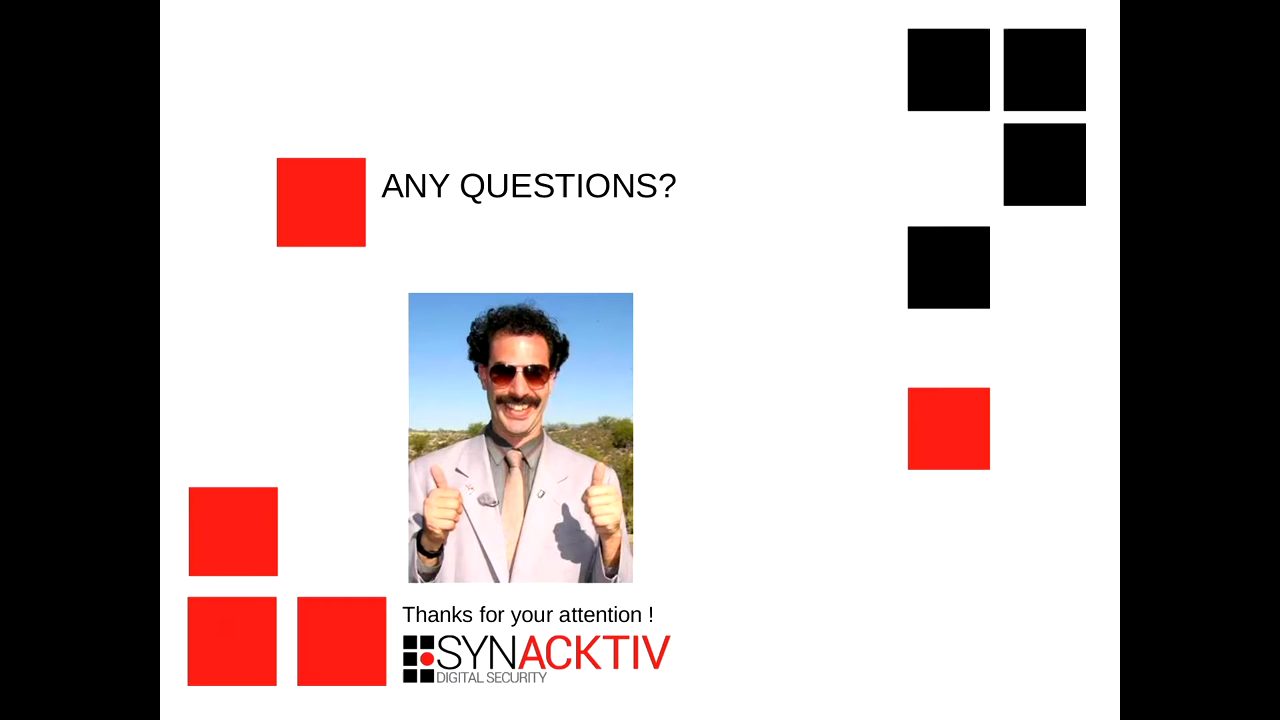 ANY QUESTIONS?
Thanks for your attention !
SYNACKTIV
DIGITAL SECURITY